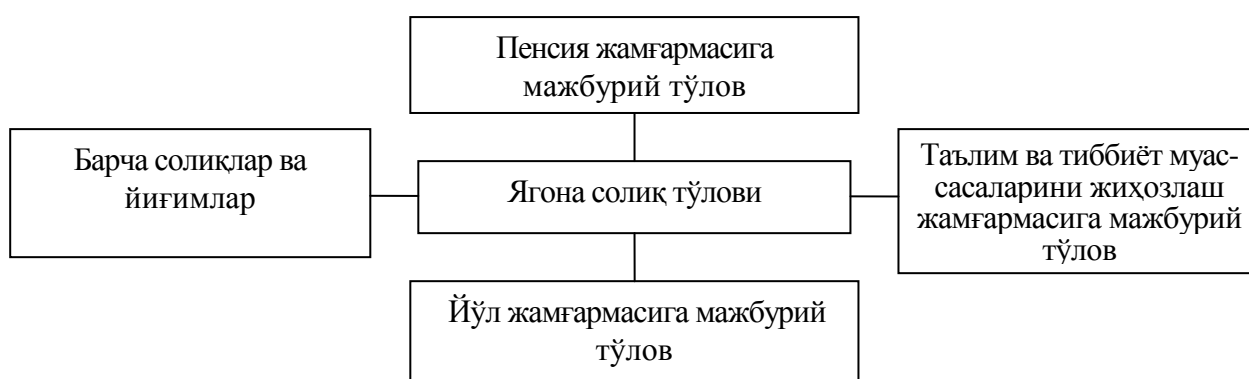 Пенсия жамғармасига
мажбурий тўлов
Барча солиқлар ва
йиғимлар
Ягона солиқ тўлови
Таълим ва тиббиёт муас-
сасаларини жиҳозлаш
жамғармасига мажбурий
тўлов
Йўл жамғармасига мажбурий
тўлов